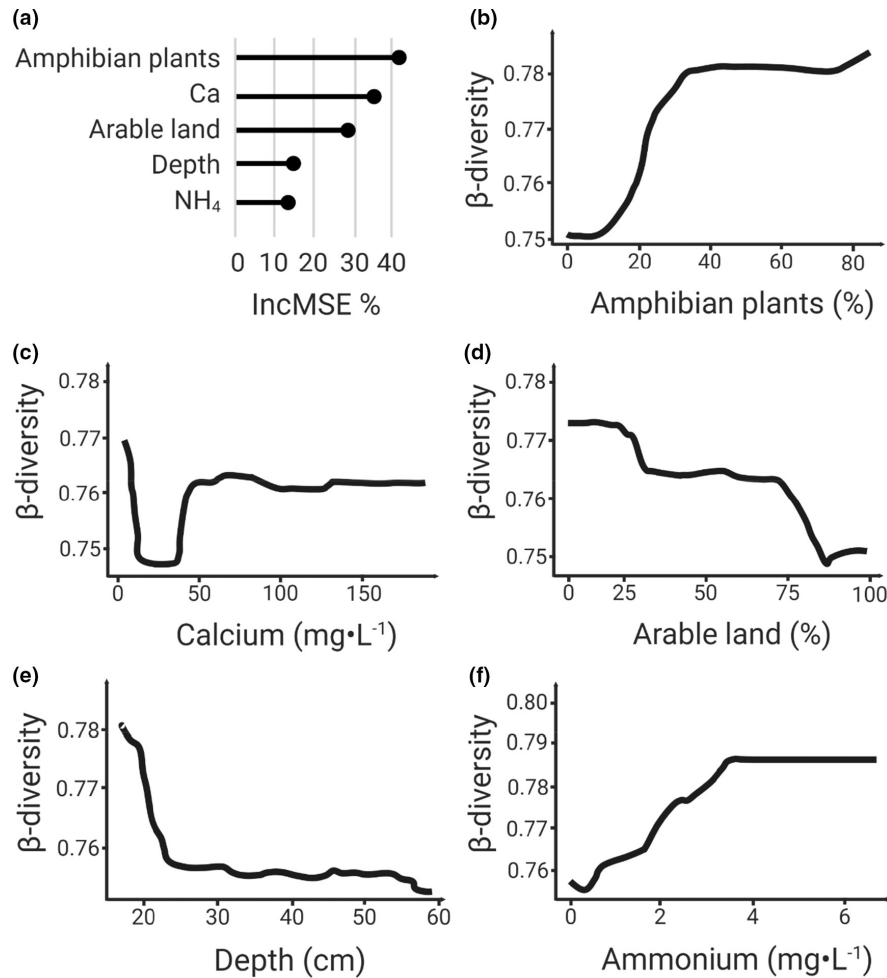 (a)
Amphibian plants
Ca
Arable land
Depth
NH₄
0 10 20 30 40
IncMSE %
(b)
β-diversity
0.78
0.77
0.76
0.75
0 20 40 60 80
Amphibian plants (%)
(c)
β-diversity
0.78
0.77
0.76
0.75
0 50 100 150
Calcium (mg•L⁻¹)
(d)
β-diversity
0.78
0.77
0.76
0.75
0 25 50 75 100
Arable land (%)
(e)
β-diversity
0.78
0.77
0.76
20 30 40 50 60
Depth (cm)
(f)
β-diversity
0.80
0.79
0.78
0.77
0.76
0 2 4 6
Ammonium (mg•L⁻¹)